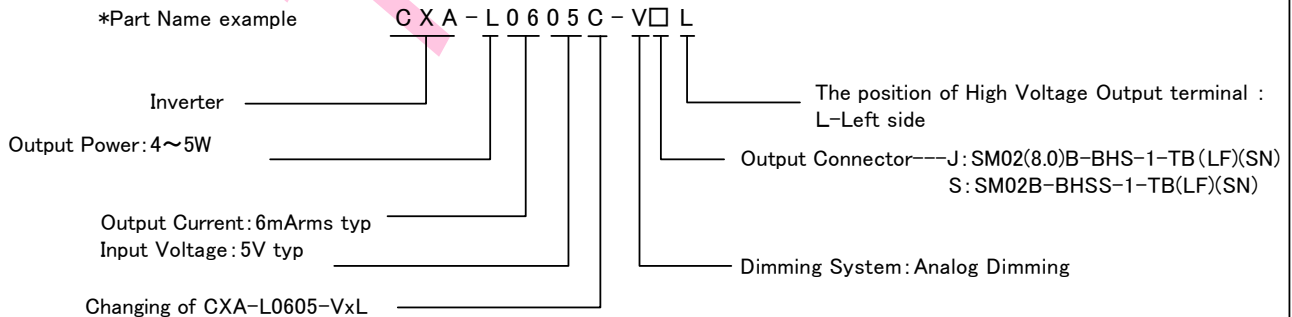 *Part Name example
CXA-L0605C-V□L
The position of High Voltage Output terminal :
L-Left side
Inverter
Output Power:4～5W
Output Connector---J:SM02(8.0)B-BHS-1-TB(LF)(SN)
S:SM02B-BHSS-1-TB(LF)(SN)
Output Current:6mArms typ
Input Voltage:5V typ
Dimming System:Analog Dimming
Changing of CXA-L0605-VxL